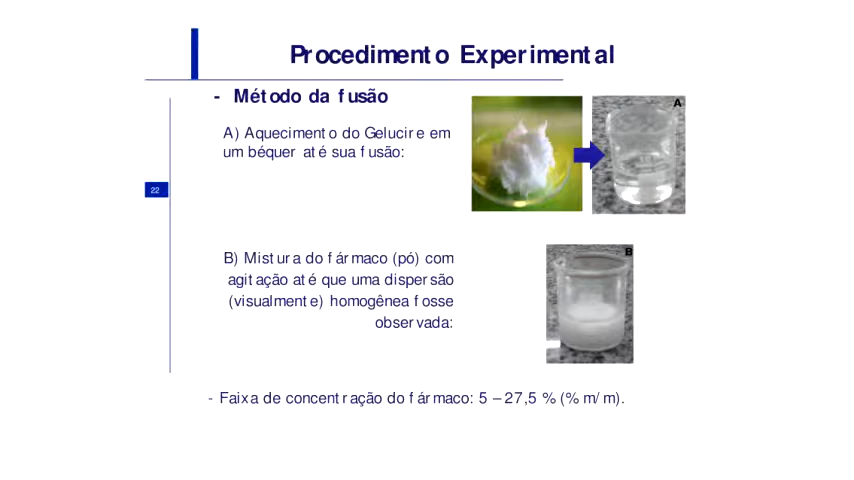 Procedimento Experimental
- Método da fusão
A) Aquecimento do Gelucire em
um béquer até sua fusão:
A
22
B) Mistura do fármaco (pó) com
agitação até que uma dispersão
(visualmente) homogênea fosse
observada:
B
- Faixa de concentração do fármaco: 5 – 27,5 % (% m/m).